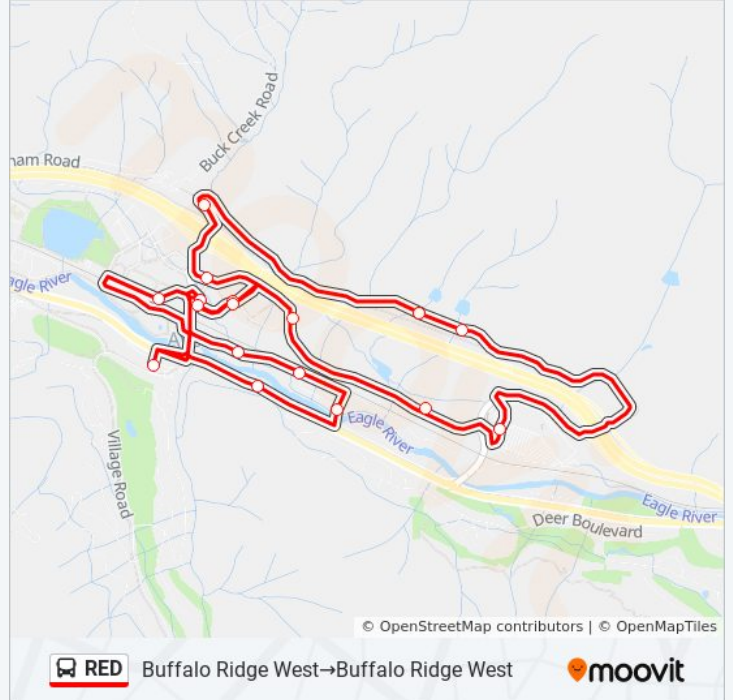 Buck Creek Road
ham Road
agle River
A
Eagle River
Village Road
Eagle River
Deer Boulevard
© OpenStreetMap contributors | © OpenMapTiles
RED Buffalo Ridge West→Buffalo Ridge West moovit